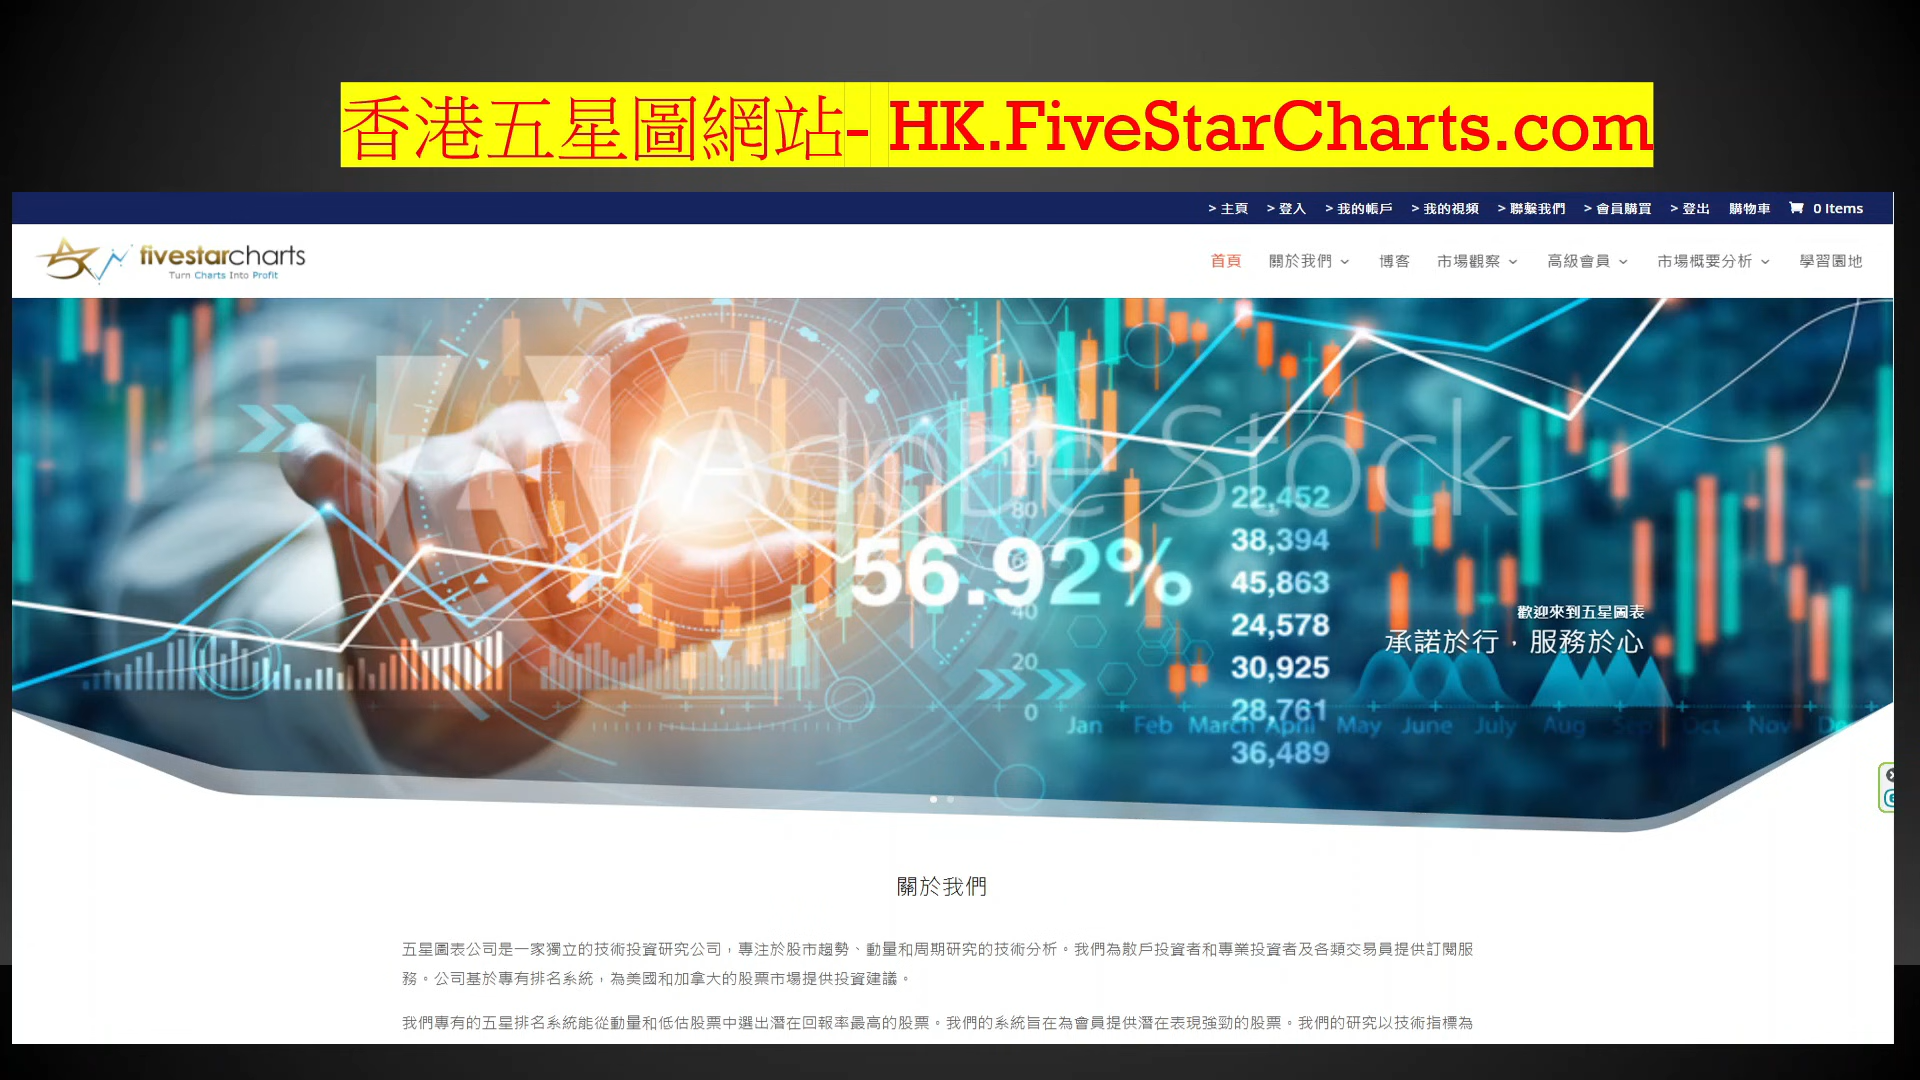 香港五星圖網站- HK.FiveStarCharts.com
> 主頁 > 登入 > 我的帳戶 > 我的視頻 > 聯繫我們 > 會員購買 > 登出 購物車 0 Items
fivestarcharts
Turn Charts Into Profit
首頁 關於我們 博客 市場觀察 高級會員 市場概要分析 學習園地
Adobe Stock
80
56.92%
40
20
0
22,452
38,394
45,863
24,578
30,925
28,761
36,489
歡迎來到五星圖表
承諾於行，服務於心
Jan Feb March April May June July Aug Sep Oct Nov De
關於我們
五星圖表公司是一家獨立的技術投資研究公司，專注於股市趨勢、動量和周期研究的技術分析。我們為散戶投資者和專業投資者及各類交易員提供訂閱服
務。公司基於專有排名系統，為美國和加拿大的股票市場提供投資建議。
我們專有的五星排名系統能從動量和低估股票中選出潛在回報率最高的股票。我們的系統旨在為會員提供潛在表現強勁的股票。我們的研究以技術指標為